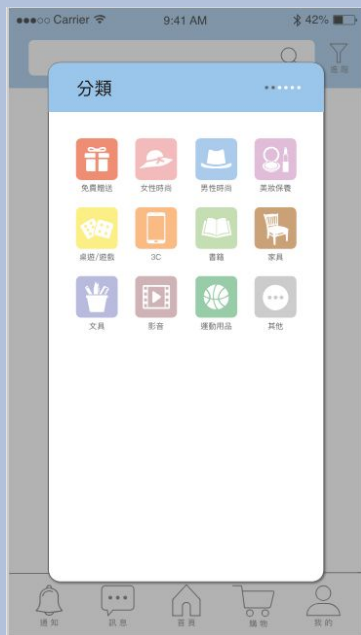 Carrier 9:41 AM 42%
進階
分類
免費贈送 女性時尚 男性時尚 美妝保養
桌遊/遊戲 3C 書籍 家具
文具 影音 運動用品 其他
通知 訊息 首頁 購物 我的